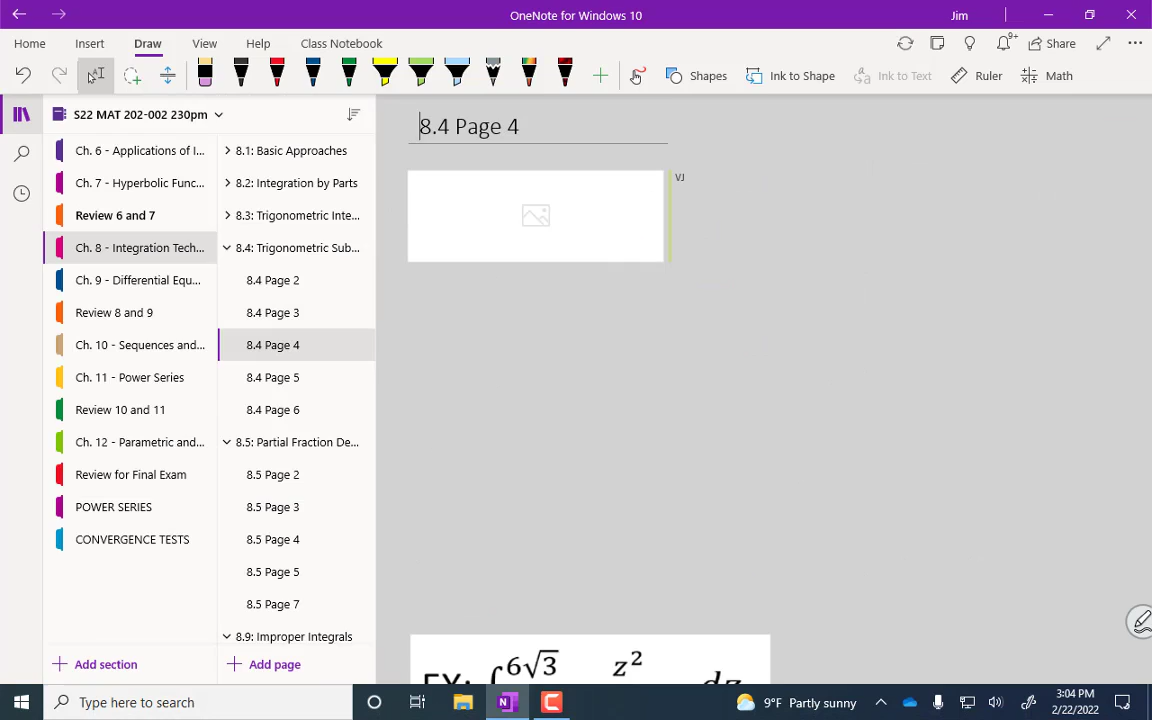 OneNote for Windows 10
Jim
Home
Insert
Draw
View
Help
Class Notebook
9+
Share
Shapes
Ink to Shape
Ink to Text
Ruler
Math
S22 MAT 202-002 230pm
Ch. 6 - Applications of I...
Ch. 7 - Hyperbolic Func...
Review 6 and 7
Ch. 8 - Integration Tech...
Ch. 9 - Differential Equ...
Review 8 and 9
Ch. 10 - Sequences and...
Ch. 11 - Power Series
Review 10 and 11
Ch. 12 - Parametric and...
Review for Final Exam
POWER SERIES
CONVERGENCE TESTS
Add section
8.1: Basic Approaches
8.2: Integration by Parts
8.3: Trigonometric Inte...
8.4: Trigonometric Sub...
8.4 Page 2
8.4 Page 3
8.4 Page 4
8.4 Page 5
8.4 Page 6
8.5: Partial Fraction De...
8.5 Page 2
8.5 Page 3
8.5 Page 4
8.5 Page 5
8.5 Page 7
8.9: Improper Integrals
Add page
8.4 Page 4
VJ
EX: ∫ 6√3 z² dz
Type here to search
N
9°F Partly sunny
3:04 PM
2/22/2022